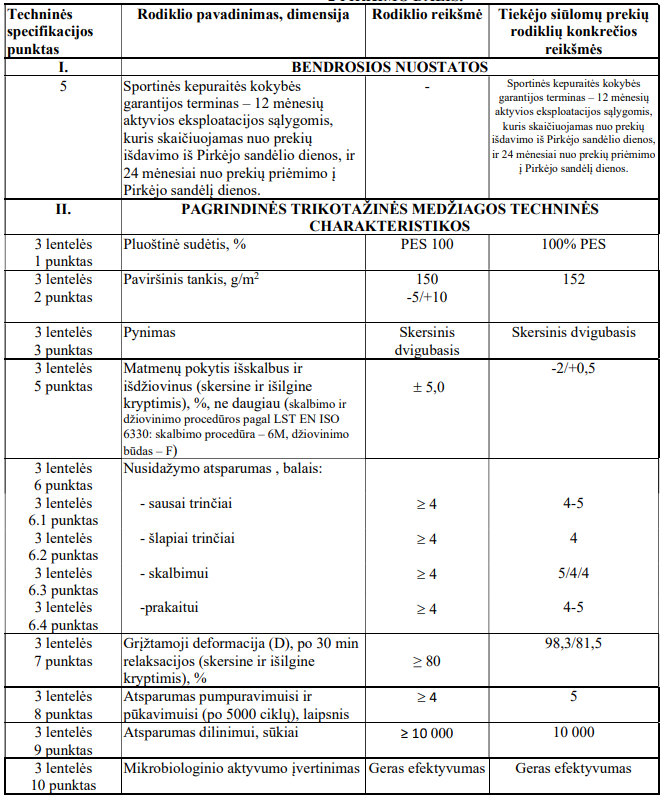 Techninės specifikacijos punktas | Rodiklio pavadinimas, dimensija | Rodiklio reikšmė | Tiekėjo siūlomų prekių rodiklių konkrečios reikšmės
I. | BENDROSIOS NUOSTATOS
5 | Sportinės kepuraitės kokybės | - | Sportinės kepuraitės kokybės
garantijos terminas – 12 mėnesių | garantijos terminas – 12 mėnesių
aktyvios eksploatacijos sąlygomis, | aktyvios eksploatacijos sąlygomis,
kuris skaičiuojamas nuo prekių | kuris skaičiuojamas nuo prekių
išdavimo iš Pirkėjo sandėlio dienos, ir | išdavimo iš Pirkėjo sandėlio dienos,
24 mėnesiai nuo prekių priėmimo į | ir 24 mėnesiai nuo prekių priėmimo
Pirkėjo sandėlį dienos. | į Pirkėjo sandėlį dienos.
II. | PAGRINDINĖS TRIKOTAŽINĖS MEDŽIAGOS TECHNINĖS
CHARAKTERISTIKOS
3 lentelės | Pluoštinė sudėtis, % | PES 100 | 100% PES
1 punktas
3 lentelės | Paviršinis tankis, g/m² | 150 | 152
2 punktas | -5/+10
3 lentelės | Pynimas | Skersinis | Skersinis dvigubasis
3 punktas | dvigubasis
3 lentelės | Matmenų pokytis išskalbus ir | -2/+0,5
5 punktas | išdžiovinus (skersine ir išilgine | ± 5,0
kryptimis), %, ne daugiau (skalbimo ir
džiovinimo procedūros pagal LST EN ISO
6330: skalbimo procedūra – 6M, džiovinimo
būdas – F)
3 lentelės | Nusidažymo atsparumas , balais:
6 punktas
3 lentelės | - sausai trinčiai | ≥ 4 | 4-5
6.1 punktas
3 lentelės | - šlapiai trinčiai | ≥ 4 | 4
6.2 punktas
3 lentelės | - skalbimui | ≥ 4 | 5/4/4
6.3 punktas
3 lentelės | -prakaitui | ≥ 4 | 4-5
6.4 punktas
3 lentelės | Grįžtamoji deformacija (D), po 30 min | 98,3/81,5
7 punktas | relaksacijos (skersine ir išilgine | ≥ 80
kryptimis), %
3 lentelės | Atsparumas pumpuravimuisi ir | ≥ 4 | 5
8 punktas | pūkavimuisi (po 5000 ciklų), laipsnis
3 lentelės | Atsparumas dilinimui, sūkiai | ≥ 10 000 | 10 000
9 punktas
3 lentelės | Mikrobiologinio aktyvumo įvertinimas | Geras efektyvumas | Geras efektyvumas
10 punktas